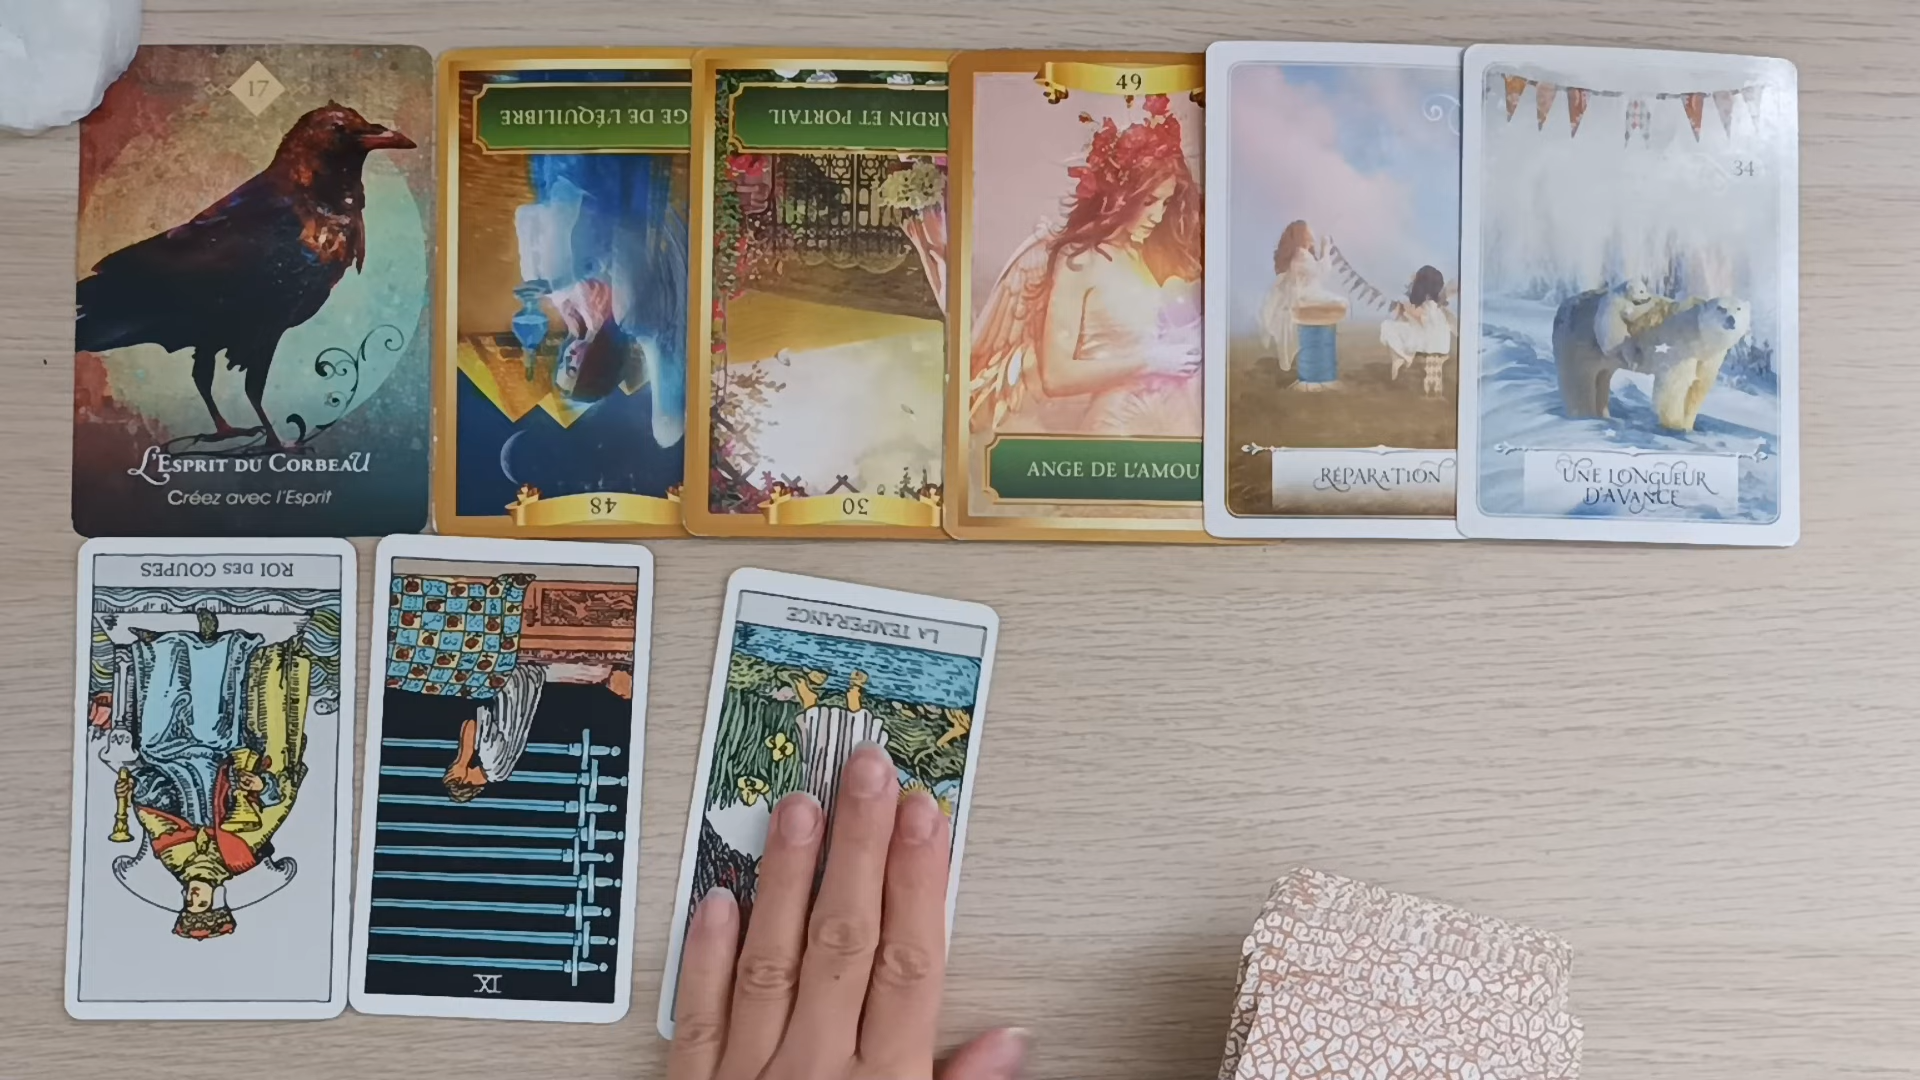 17
L'ESPRIT DU CORBEAU
Créez avec l'Esprit
GE DE L'ÉQUILIBRE
48
ARDIN ET PORTAIL
30
49
ANGE DE L'AMOU
RÉPARATION
34
UNE LONGUEUR
D'AVANCE
ROI DES COUPES
IX
LA TEMPÉRANCE